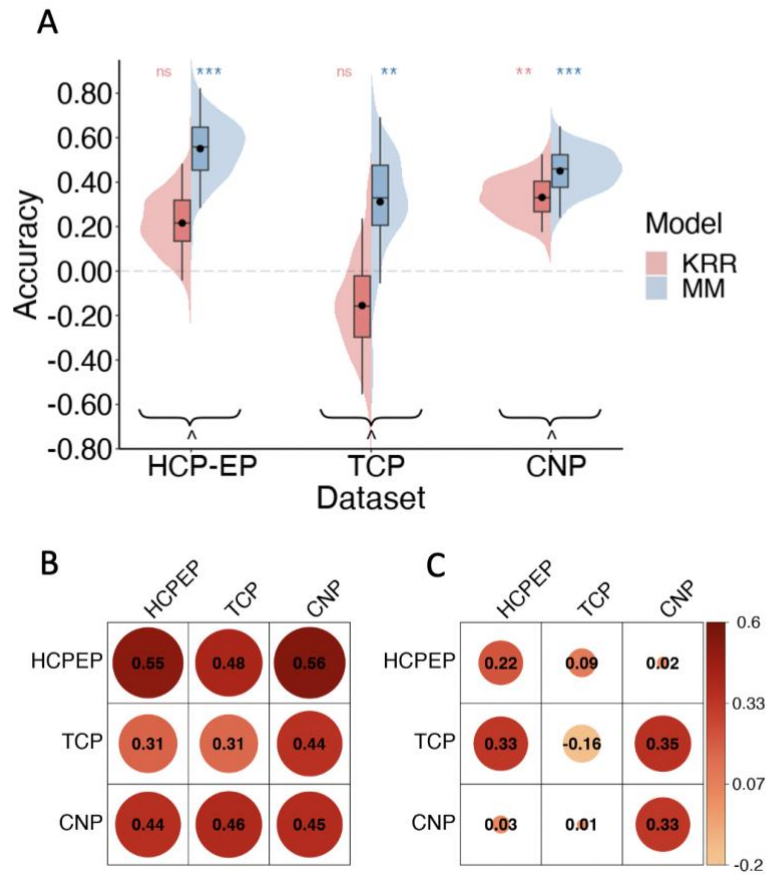 A
ns *** ns ** ** ***
0.80
0.60
0.40
0.20
0.00
-0.20
-0.40
-0.60
-0.80
Accuracy
^ ^ ^
HCP-EP TCP CNP
Dataset
Model
KRR
MM
B
HCPEP TCP CNP
HCPEP 0.55 0.48 0.56
TCP 0.31 0.31 0.44
CNP 0.44 0.46 0.45
C
HCPEP TCP CNP
HCPEP 0.22 0.09 0.02
TCP 0.33 -0.16 0.35
CNP 0.03 0.01 0.33
0.6
0.33
0.07
-0.2